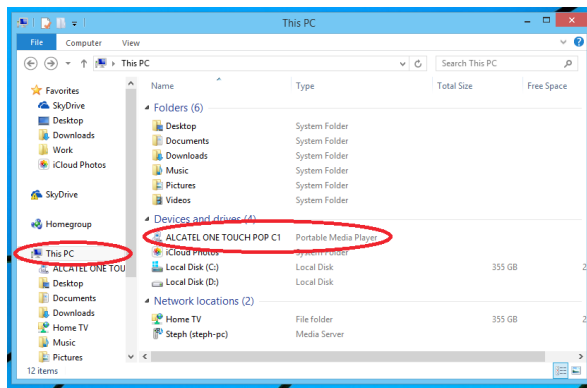 This PC
File Computer View
This PC
Search This PC
Name Type Total Size Free Space
Favorites
SkyDrive
Desktop
Downloads
Work
iCloud Photos
SkyDrive
Homegroup
This PC
ALCATEL ONE TOU
Desktop
Documents
Downloads
Home TV
Music
Pictures
Folders (6)
Desktop System Folder
Documents System Folder
Downloads System Folder
Music System Folder
Pictures System Folder
Videos System Folder
Devices and drives (4)
ALCATEL ONE TOUCH POP C1 Portable Media Player
iCloud Photos System Folder
Local Disk (C:) Local Disk 355 GB 2
Local Disk (D:) Local Disk
Network locations (2)
Home TV File folder 355 GB 2
Steph (steph-pc) Media Server
12 items